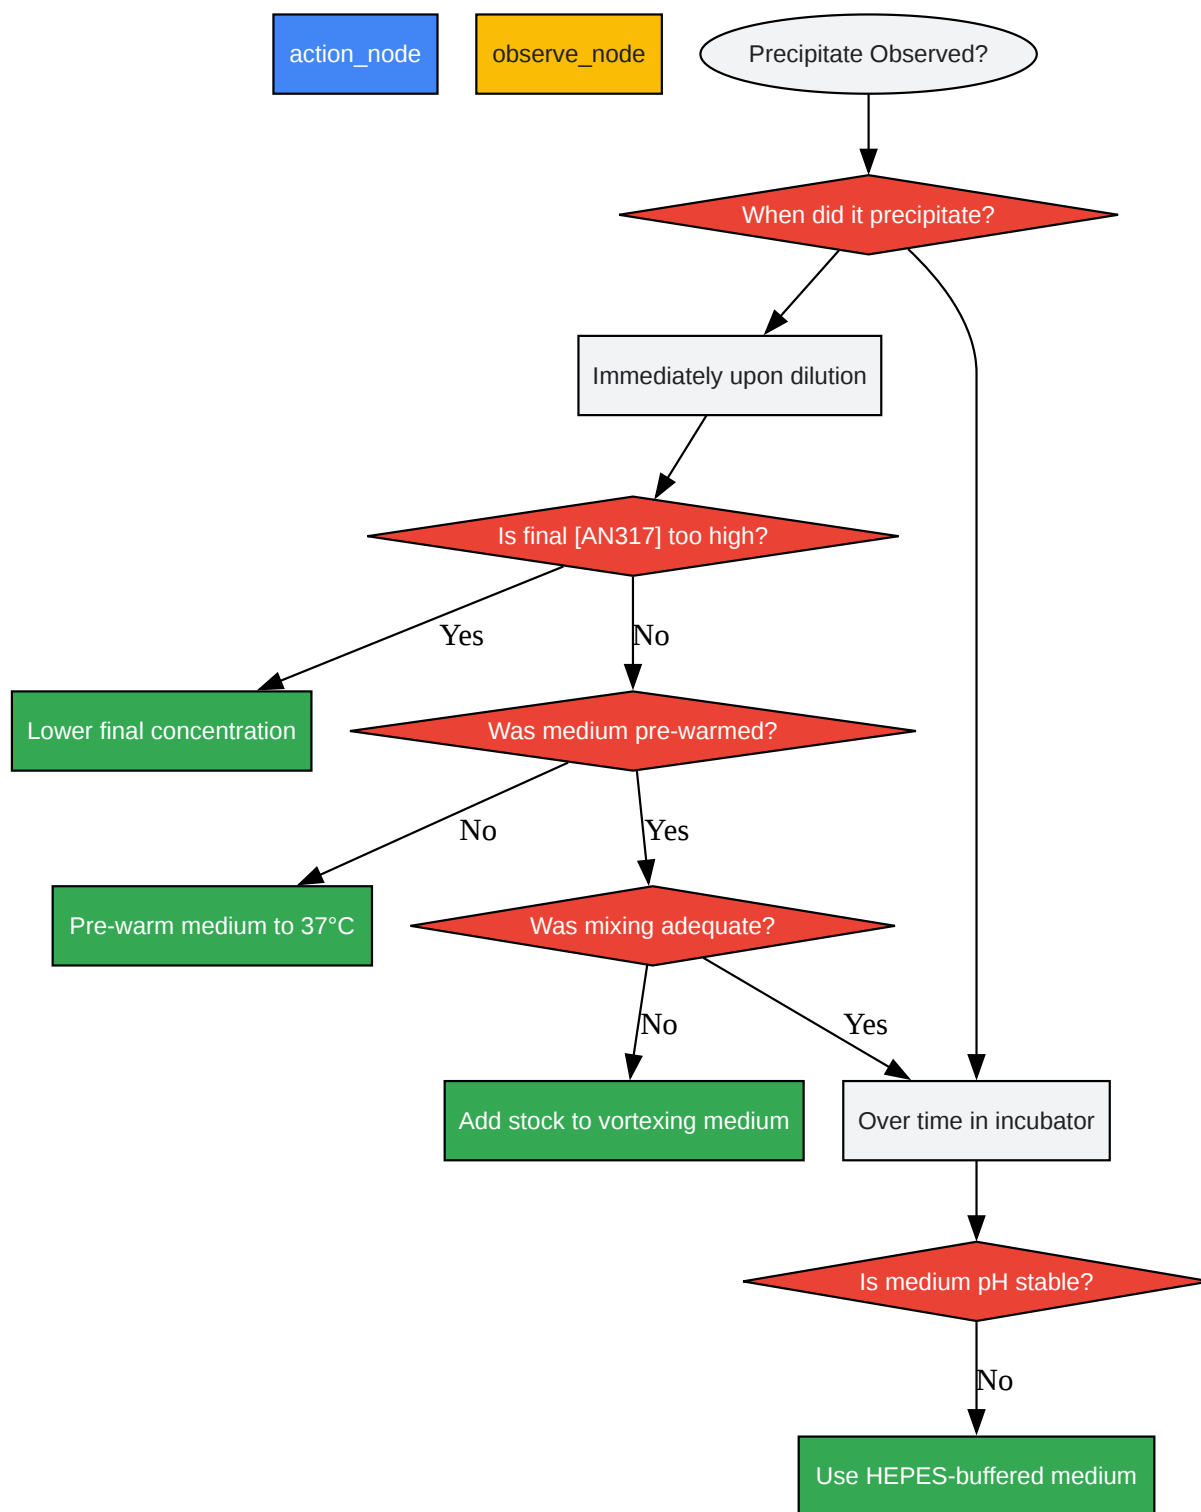 action_node
observe_node
Precipitate Observed?
When did it precipitate?
Immediately upon dilution
Is final [AN317] too high?
Yes
No
Lower final concentration
Was medium pre-warmed?
No
Yes
Pre-warm medium to 37°C
Was mixing adequate?
No
Yes
Add stock to vortexing medium
Over time in incubator
Is medium pH stable?
No
Use HEPES-buffered medium